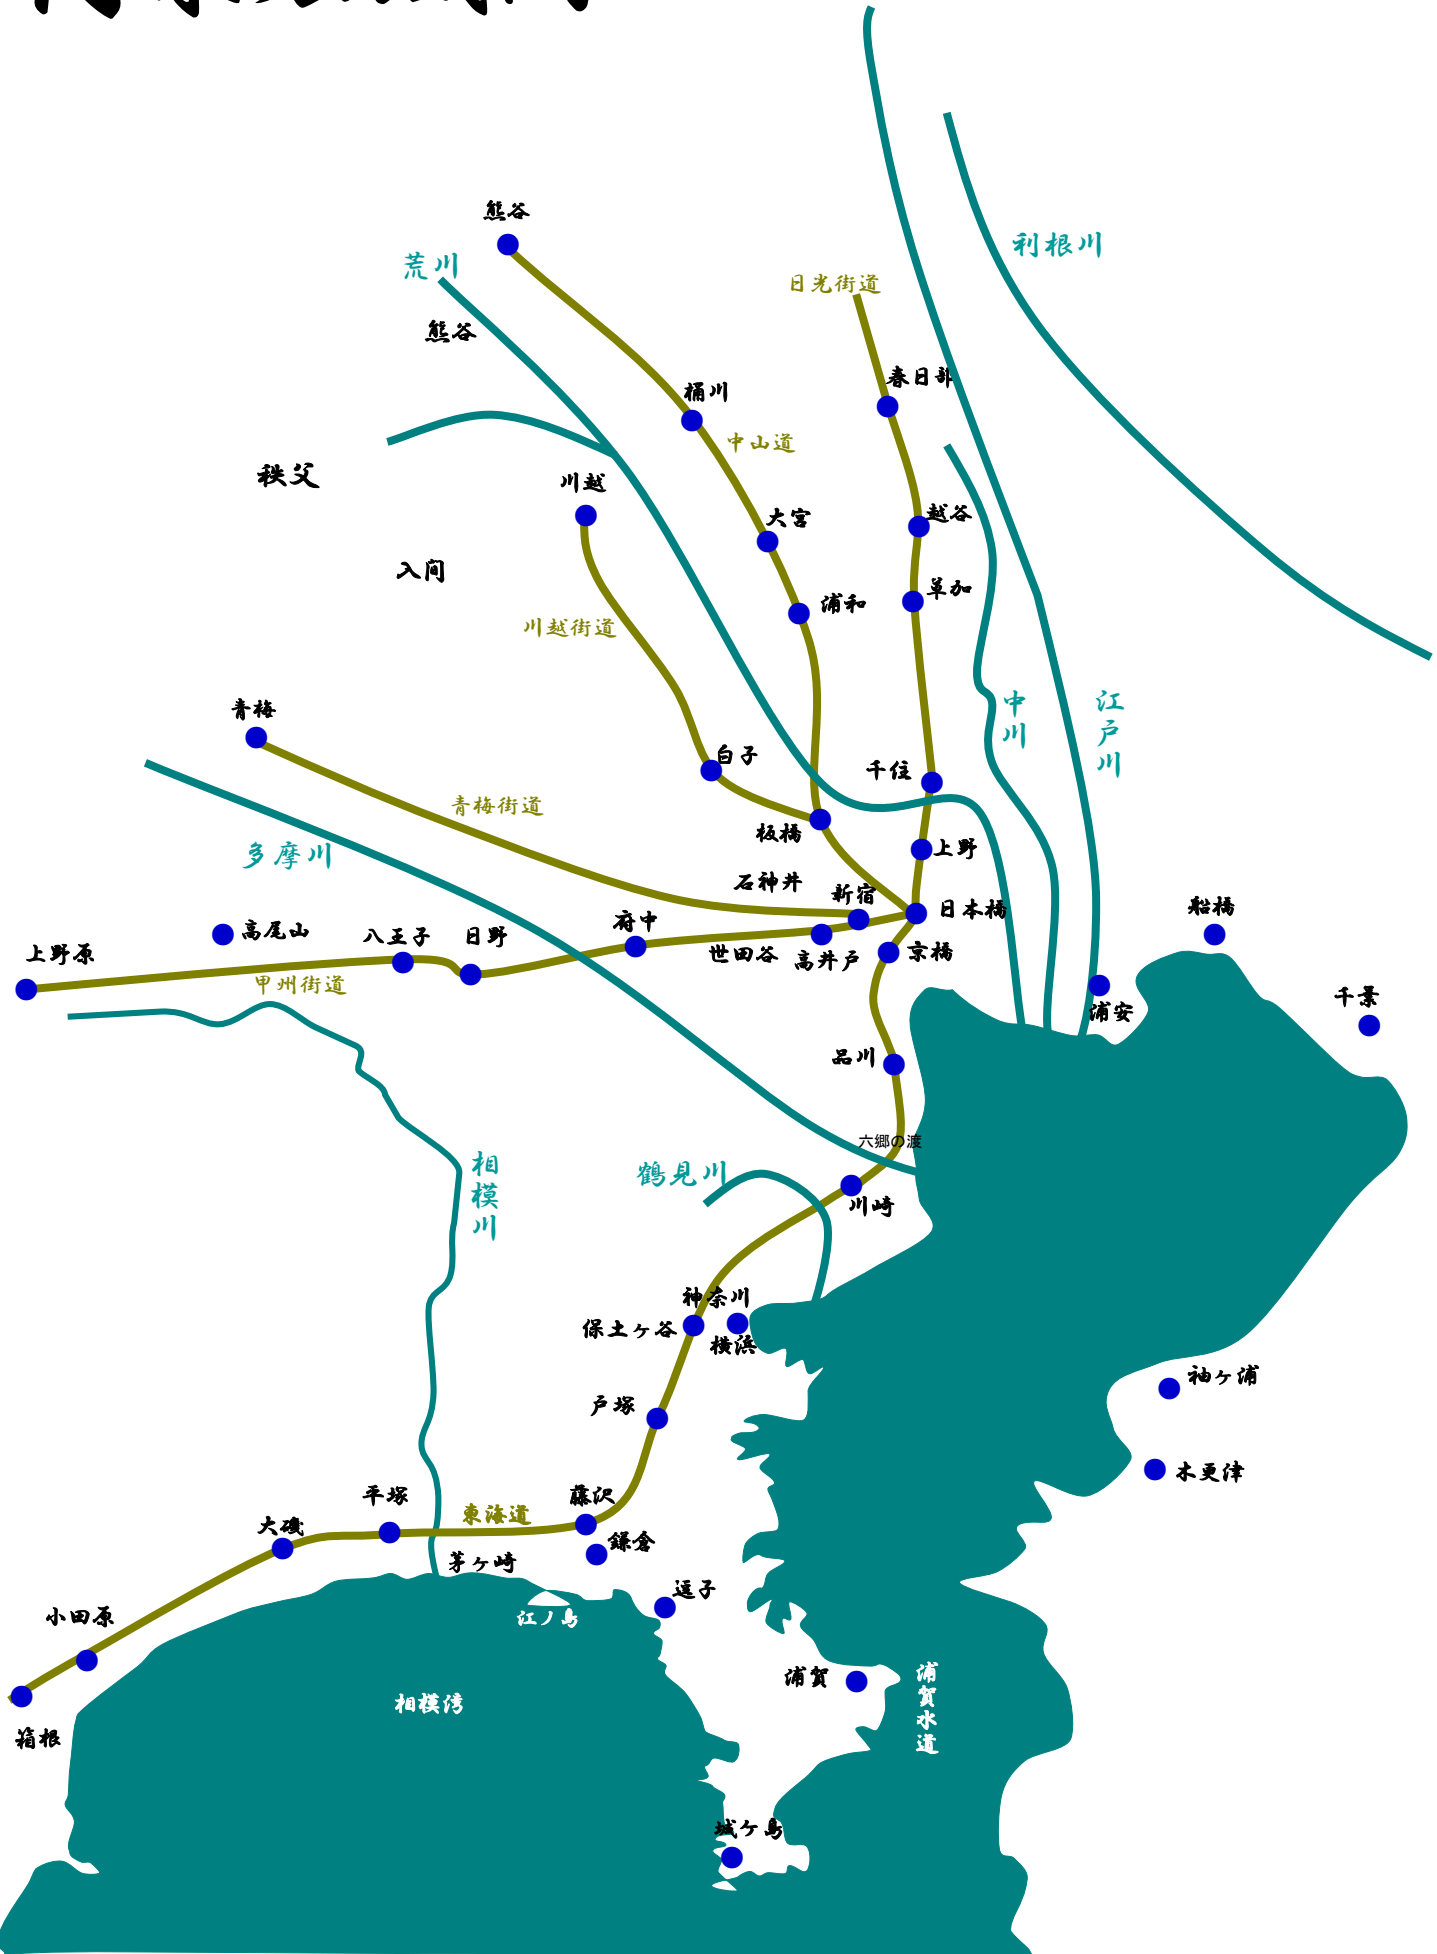 熊谷
利根川
荒川
日光街道
熊谷
春日部
桶川
中山道
秩父
川越
越谷
大宮
入間
草加
浦和
川越街道
青梅
中川
江戸川
白子
千住
青梅街道
板橋
多摩川
上野
石神井
新宿
船橋
日本橋
府中
高尾山
八王子
日野
上野原
世田谷
高井戸
京橋
甲州街道
千葉
浦安
品川
六郷の渡
相模川
鶴見川
川崎
神奈川
保土ヶ谷
横浜
袖ヶ浦
戸塚
木更津
平塚
藤沢
東海道
大磯
鎌倉
茅ヶ崎
逗子
小田原
江ノ島
浦賀
浦賀水道
相模湾
箱根
城ケ島